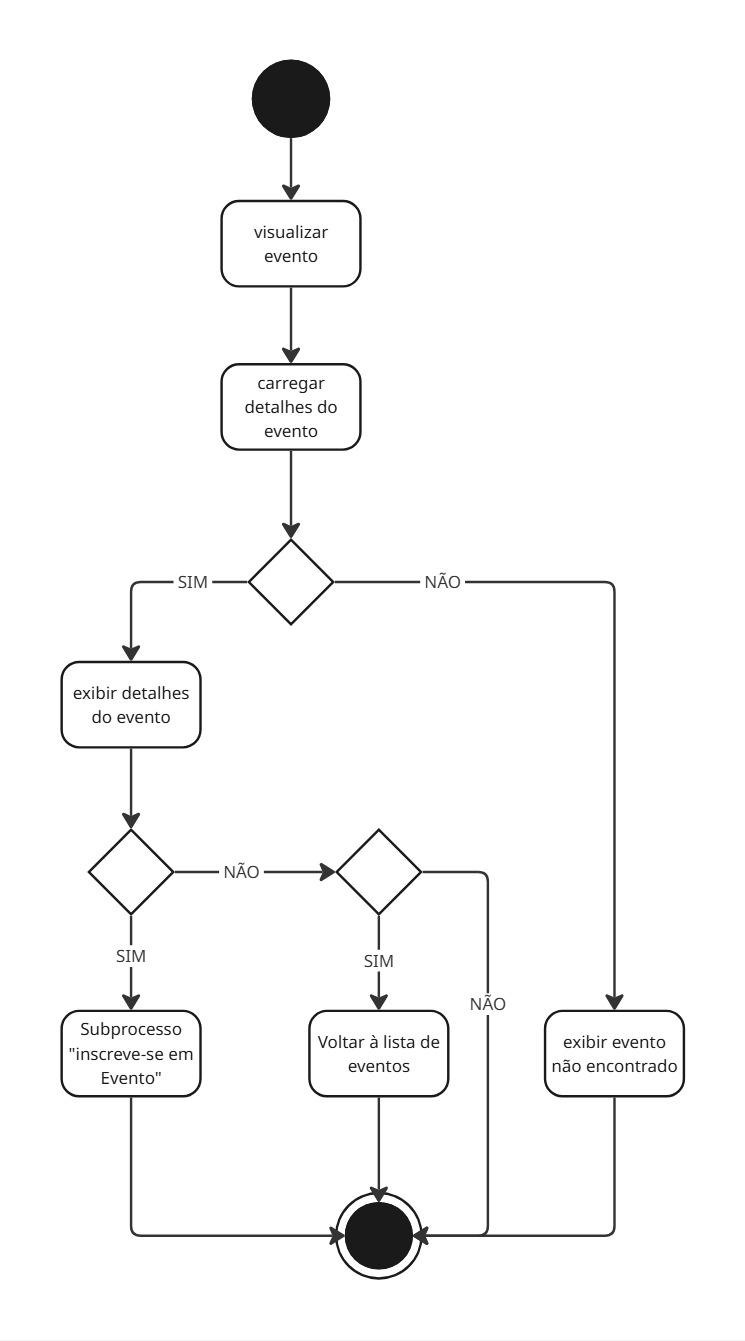 visualizar
evento
carregar
detalhes do
evento
SIM
NÃO
exibir detalhes
do evento
NÃO
SIM
SIM
NÃO
Subprocesso
"inscreve-se em
Evento"
Voltar à lista de
eventos
exibir evento
não encontrado